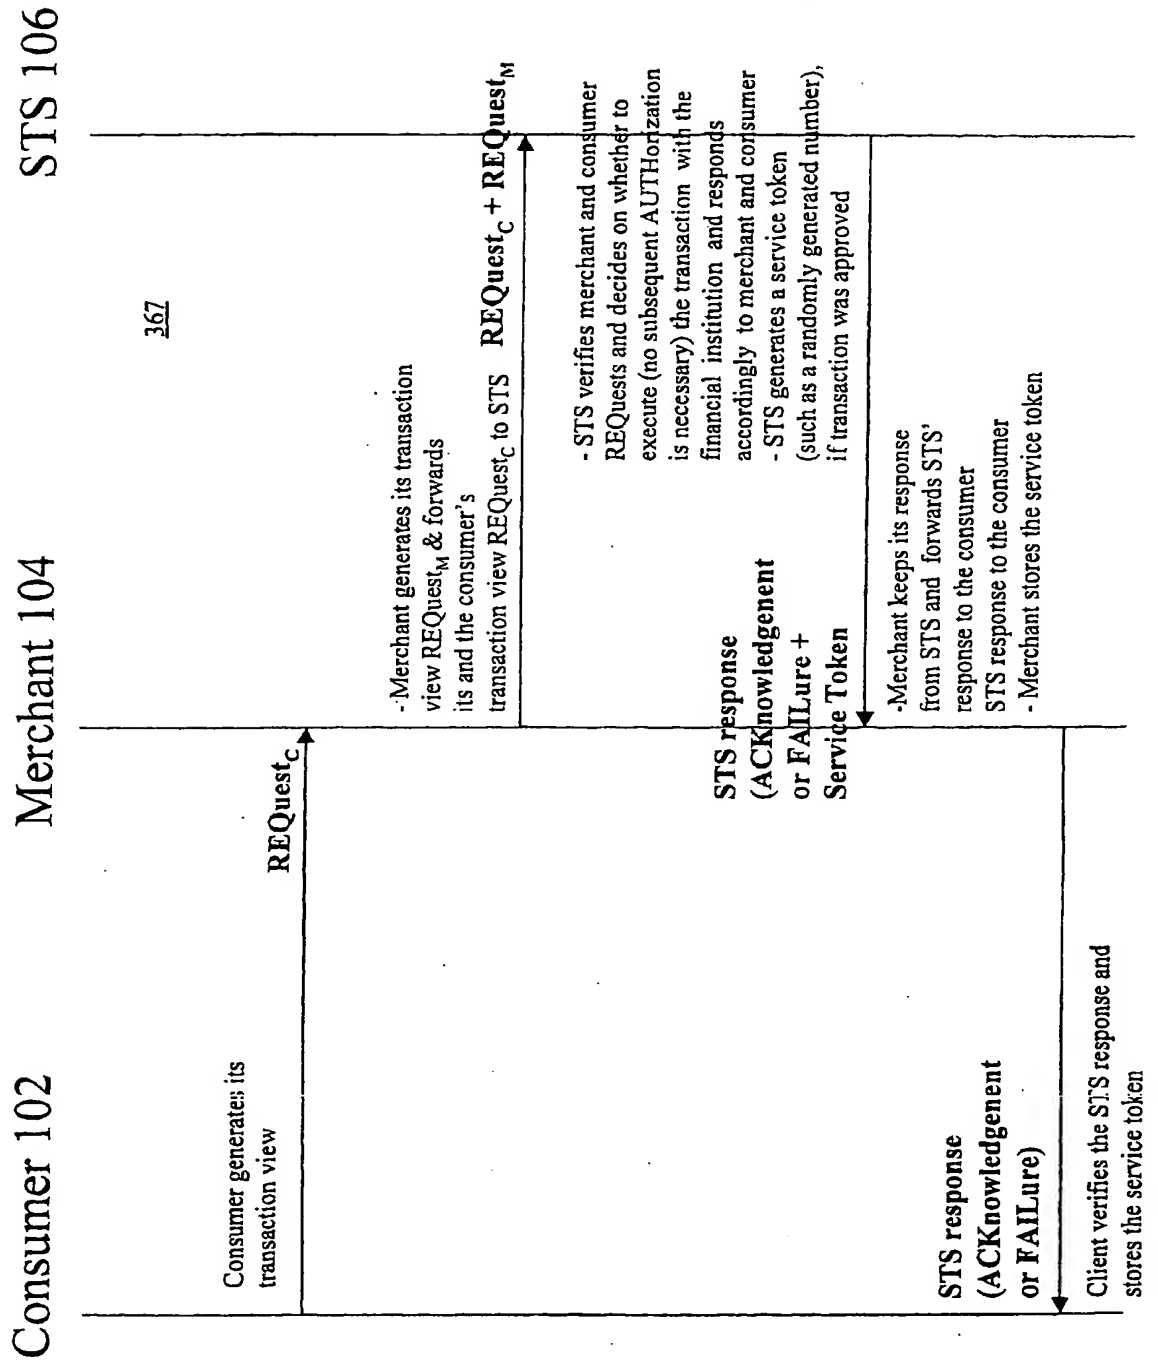 Consumer 102
Merchant 104
STS 106
367
Consumer generates its
transaction view
REQuestC
-Merchant generates its transaction
view REQuestM & forwards
its and the consumer's
transaction view REQuestC to STS
REQuestC + REQuestM
- STS verifies merchant and consumer
REQuests and decides on whether to
execute (no subsequent AUTHorization
is necessary) the transaction with the
financial institution and responds
accordingly to merchant and consumer
- STS generates a service token
(such as a randomly generated number),
if transaction was approved
STS response
(ACKnowledgenent
or FAILure +
Service Token
-Merchant keeps its response
from STS and forwards STS'
response to the consumer
STS response to the consumer
- Merchant stores the service token
STS response
(ACKnowledgenent
or FAILure)
Client verifies the STS response and
stores the service token